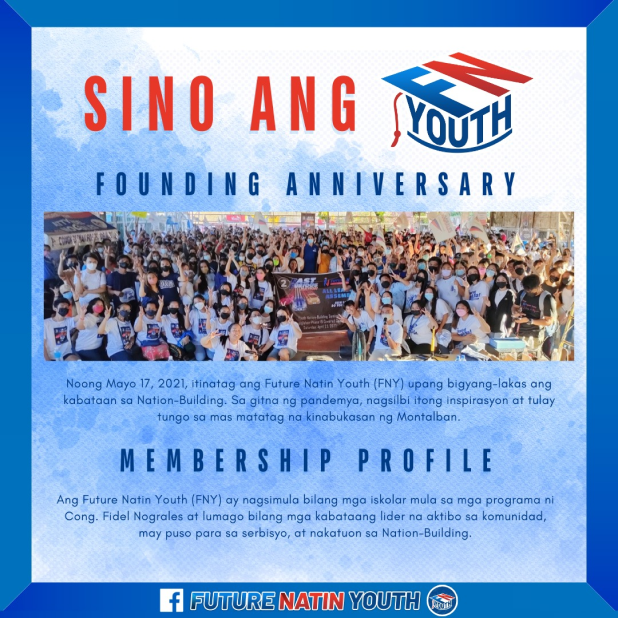 SINO ANG
FN
YOUTH
FOUNDING ANNIVERSARY
Noong Mayo 17, 2021, itinatag ang Future Natin Youth (FNY) upang bigyang-lakas ang
kabataan sa Nation-Building. Sa gitna ng pandemya, nagsilbi itong inspirasyon at tulay
tungo sa mas matatag na kinabukasan ng Montalban.
MEMBERSHIP PROFILE
Ang Future Natin Youth (FNY) ay nagsimula bilang mga iskolar mula sa mga programa ni
Cong. Fidel Nograles at lumago bilang mga kabataang lider na aktibo sa komunidad,
may puso para sa serbisyo, at nakatuon sa Nation-Building.
FUTURE NATIN YOUTH